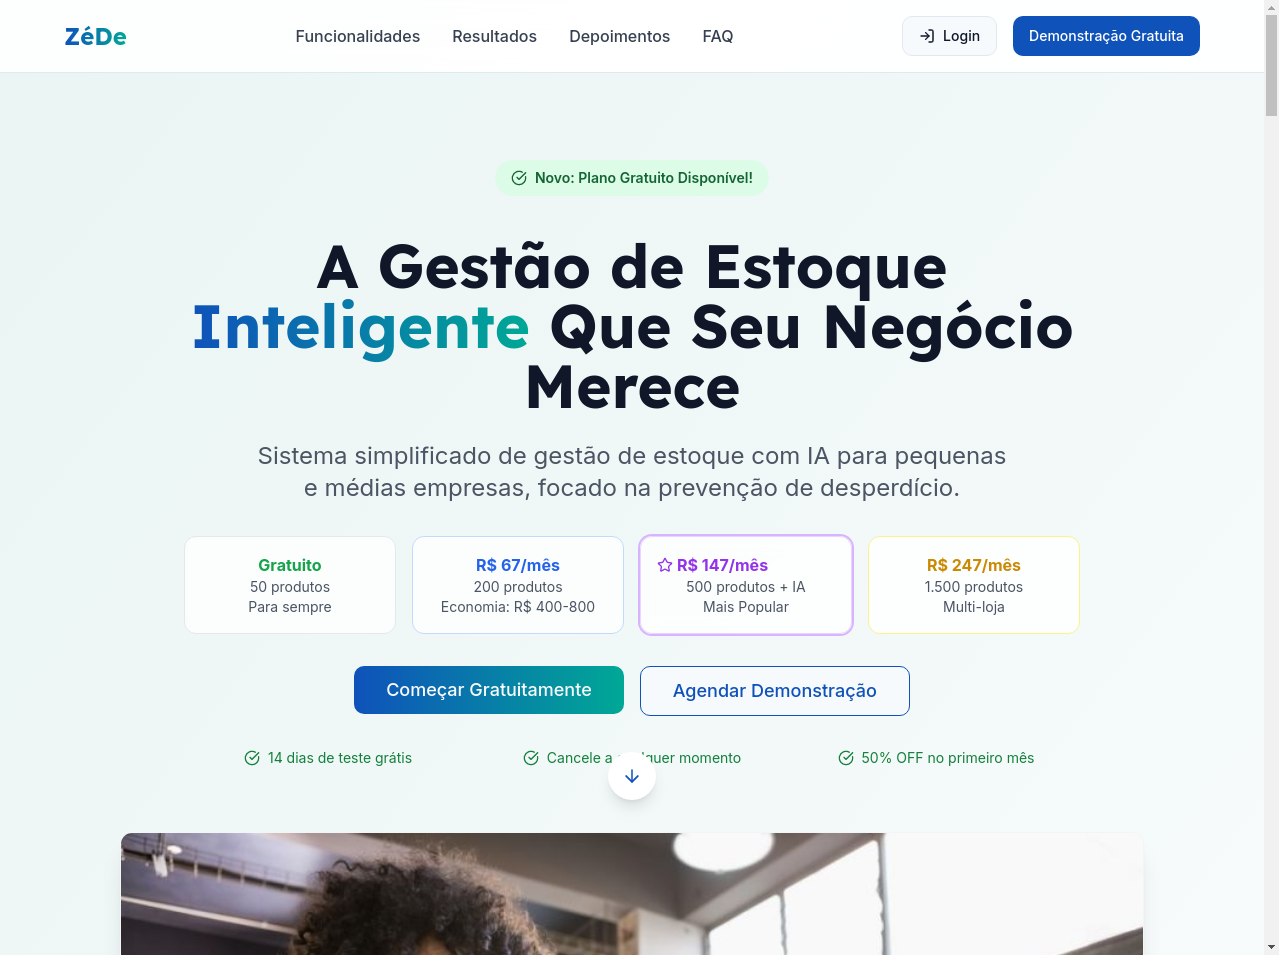 ZéDe
Funcionalidades
Resultados
Depoimentos
FAQ
Login
Demonstração Gratuita
Novo: Plano Gratuito Disponível!
A Gestão de Estoque
Inteligente Que Seu Negócio
Merece
Sistema simplificado de gestão de estoque com IA para pequenas
e médias empresas, focado na prevenção de desperdício.
Gratuito
50 produtos
Para sempre
R$ 67/mês
200 produtos
Economia: R$ 400-800
R$ 147/mês
500 produtos + IA
Mais Popular
R$ 247/mês
1.500 produtos
Multi-loja
Começar Gratuitamente
Agendar Demonstração
14 dias de teste grátis
Cancele a qualquer momento
50% OFF no primeiro mês